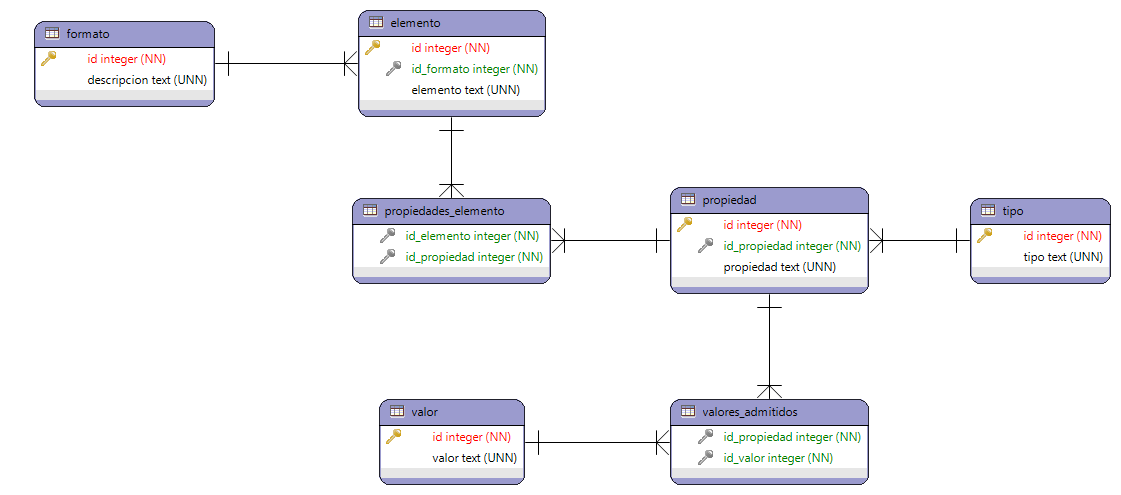 formato
id integer (NN)
descripcion text (UNN)
elemento
id integer (NN)
id_formato integer (NN)
elemento text (UNN)
propiedades_elemento
id_elemento integer (NN)
id_propiedad integer (NN)
propiedad
id integer (NN)
id_propiedad integer (NN)
propiedad text (UNN)
tipo
id integer (NN)
tipo text (UNN)
valor
id integer (NN)
valor text (UNN)
valores_admitidos
id_propiedad integer (NN)
id_valor integer (NN)